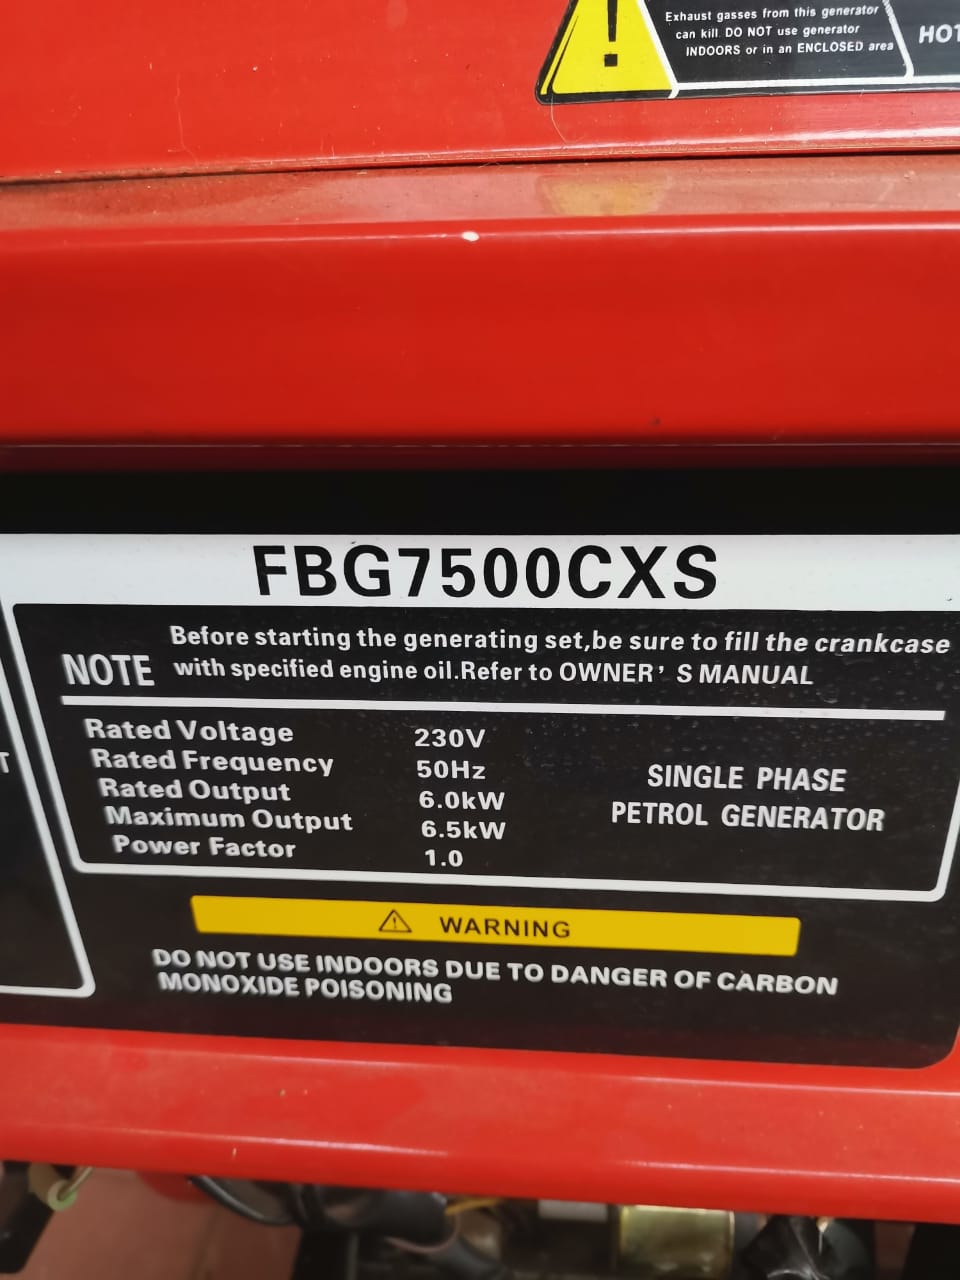 Exhaust gasses from this generator
can kill. DO NOT use generator
INDOORS or in an ENCLOSED area
HOT
FBG7500CXS
NOTE
Before starting the generating set,be sure to fill the crankcase
with specified engine oil.Refer to OWNER'S MANUAL
Rated Voltage 230V
Rated Frequency 50Hz
Rated Output 6.0kW
Maximum Output 6.5kW
Power Factor 1.0
SINGLE PHASE
PETROL GENERATOR
WARNING
DO NOT USE INDOORS DUE TO DANGER OF CARBON
MONOXIDE POISONING